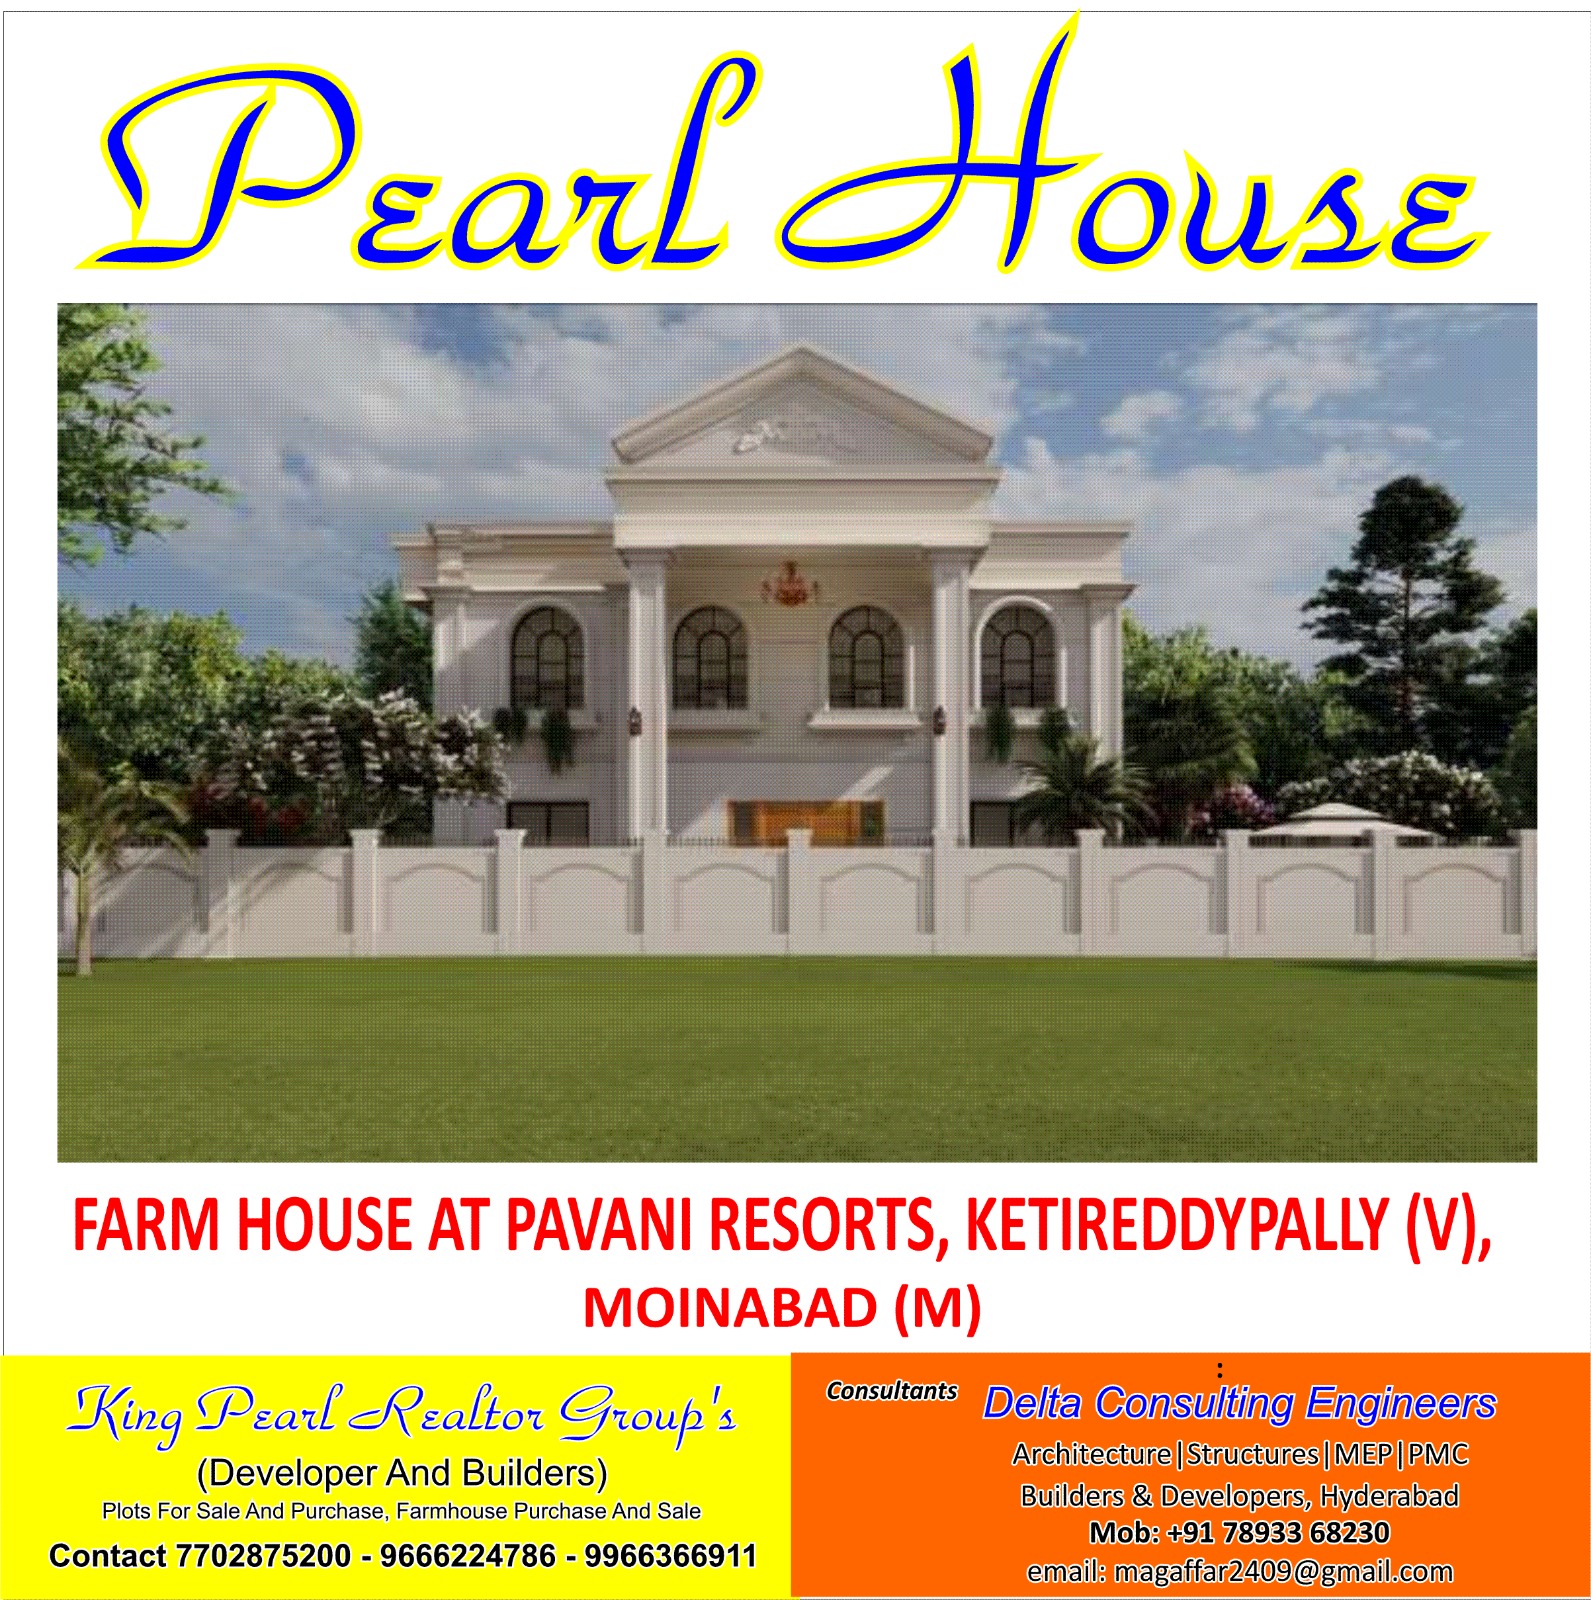 Pearl House
FARM HOUSE AT PAVANI RESORTS, KETIREDDYPALLY (V),
MOINABAD (M)
King Pearl Realtor Group's
(Developer And Builders)
Plots For Sale And Purchase, Farmhouse Purchase And Sale
Contact 7702875200 - 9666224786 - 9966366911
:
Consultants Delta Consulting Engineers
Architecture|Structures|MEP|PMC
Builders & Developers, Hyderabad
Mob: +91 78933 68230
email: magaffar2409@gmail.com